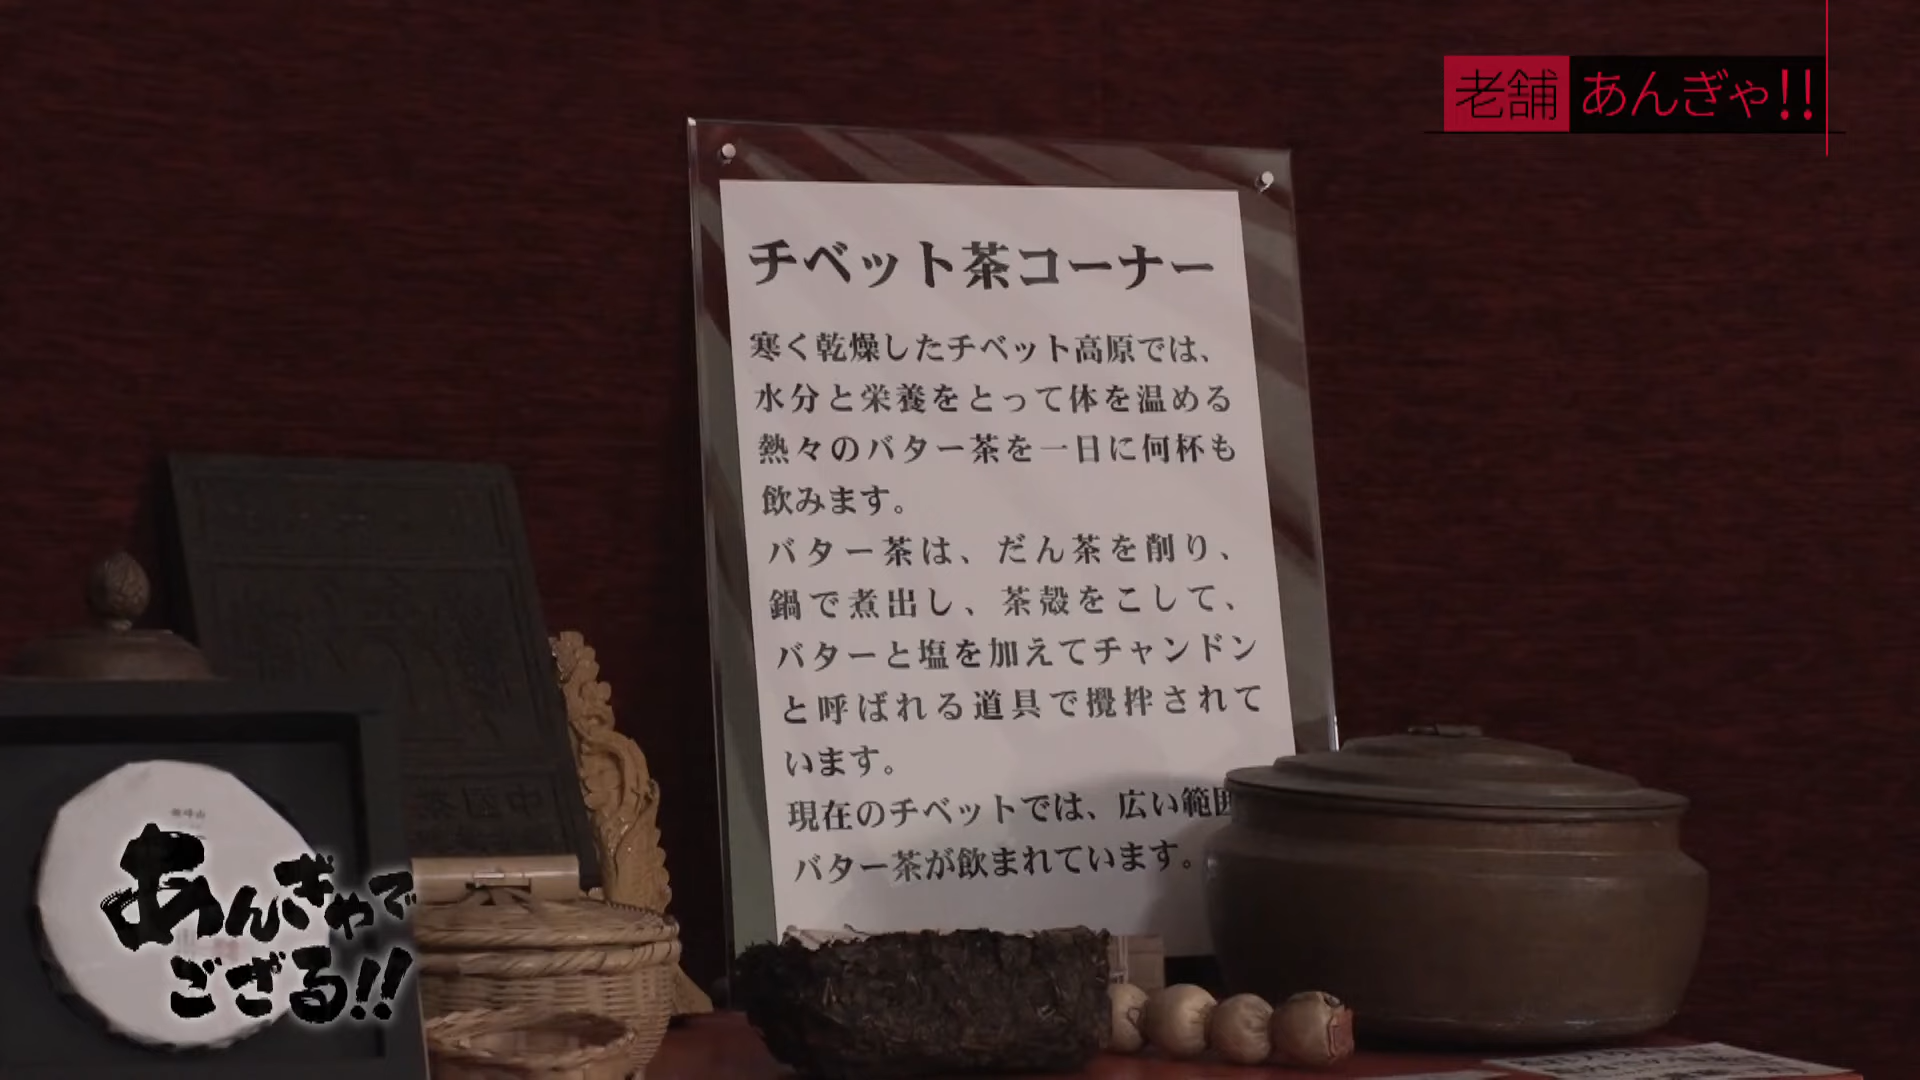 老舗 あんぎゃ!!
チベット茶コーナー
寒く乾燥したチベット高原では、
水分と栄養をとって体を温める
熱々のバター茶を一日に何杯も
飲みます。
バター茶は、だん茶を削り、
鍋で煮出し、茶殻をこして、
バターと塩を加えてチャンドン
と呼ばれる道具で攪拌されて
います。
現在のチベットでは、広い範囲
バター茶が飲まれています。
中國茶
あんぎゃで
ござる!!